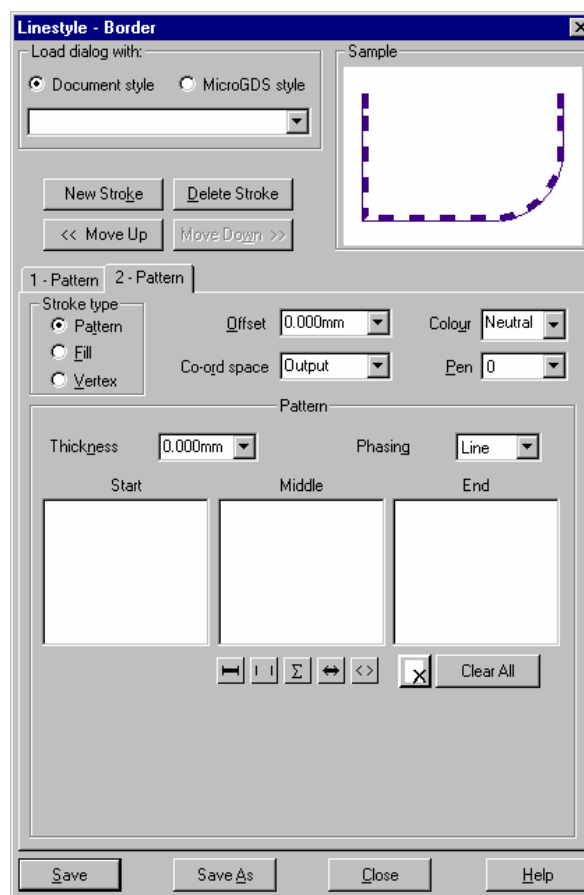 Linestyle - Border
Load dialog with:
Document style
MicroGDS style
Sample
New Stroke
Delete Stroke
<< Move Up
Move Down >>
1 - Pattern
2 - Pattern
Stroke type
Pattern
Fill
Vertex
Offset
0.000mm
Colour
Neutral
Co-ord space
Output
Pen
0
Pattern
Thickness
0.000mm
Phasing
Line
Start
Middle
End
Σ
<>
X
Clear All
Save
Save As
Close
Help